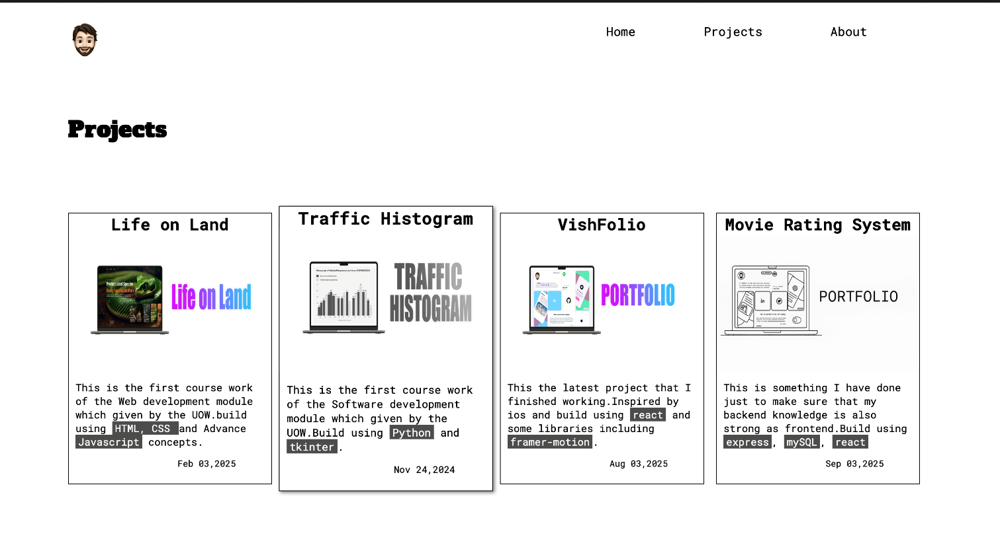 Home Projects About
Projects
Life on Land
Life on Land
This is the first course work
of the Web development module
which given by the UOW.build
using HTML, CSS and Advance
Javascript concepts.
Feb 03,2025
Traffic Histogram
TRAFFIC
HISTOGRAM
This is the first course work
of the Software development
module which given by the
UOW.Build using Python and
tkinter.
Nov 24,2024
VishFolio
PORTFOLIO
This the latest project that I
finished working.Inspired by
ios and build using react and
some libraries including
framer-motion.
Aug 03,2025
Movie Rating System
in
PORTFOLIO
This is something I have done
just to make sure that my
backend knowledge is also
strong as frontend.Build using
express, mySQL, react
Sep 03,2025